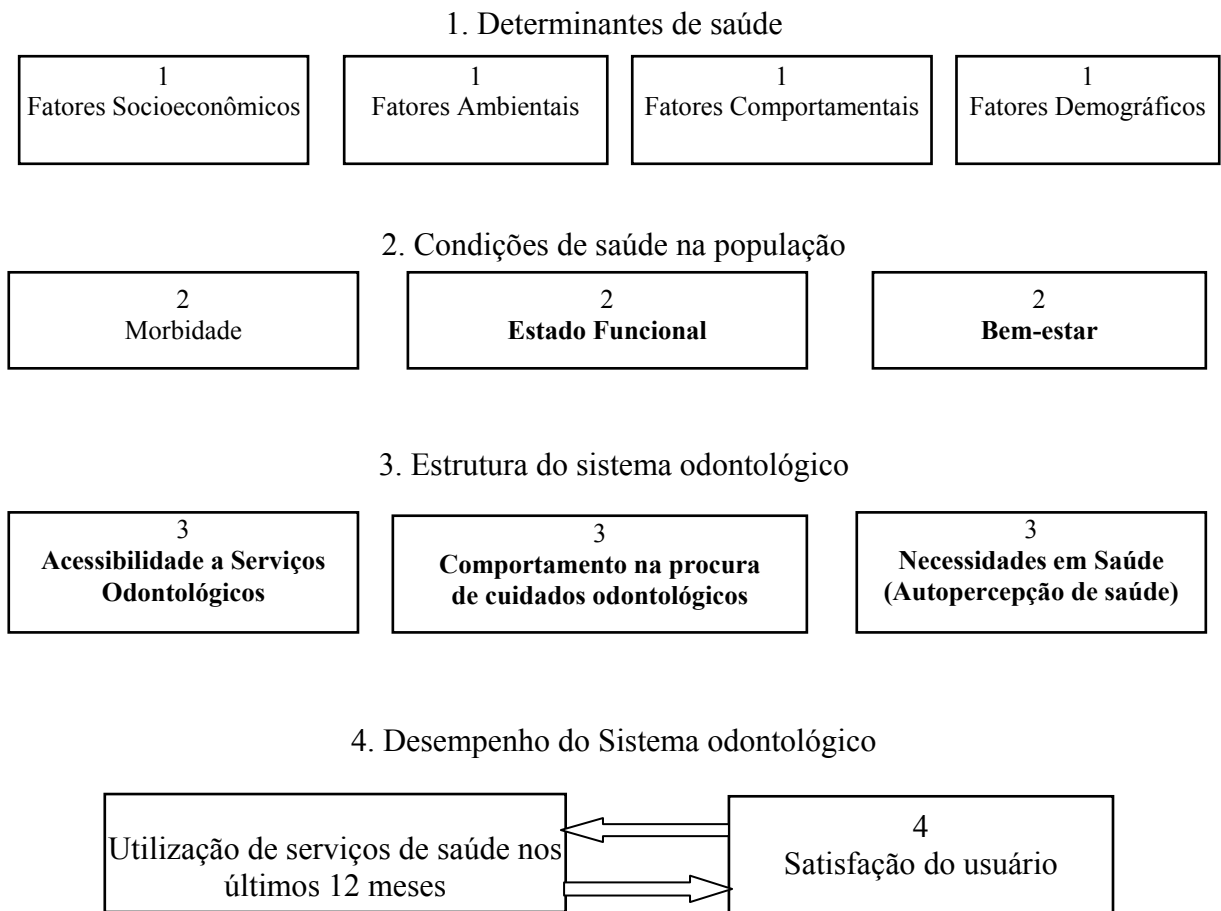 1. Determinantes de saúde
1
Fatores Socioeconômicos
1
Fatores Ambientais
1
Fatores Comportamentais
1
Fatores Demográficos
2. Condições de saúde na população
2
Morbidade
2
Estado Funcional
2
Bem-estar
3. Estrutura do sistema odontológico
3
Acessibilidade a Serviços
Odontológicos
3
Comportamento na procura
de cuidados odontológicos
3
Necessidades em Saúde
(Autopercepção de saúde)
4. Desempenho do Sistema odontológico
Utilização de serviços de saúde nos
últimos 12 meses
4
Satisfação do usuário